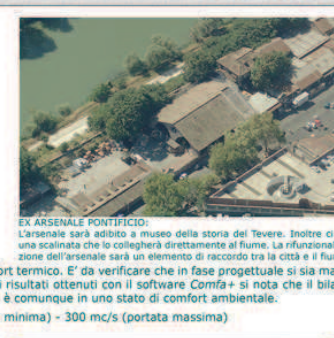 EX ARSENALE PONTIFICIO:
L'arsenale sarà adibito a museo della storia del Tevere. Inoltre ci
una scalinata che lo collegherà direttamente al fiume. La rifunzional
zione dell'arsenale sarà un elemento di raccordo tra la città e il fiu
ort termico. E' da verificare che in fase progettuale si sia ma
i risultati ottenuti con il software Comfa+ si nota che il bila
è comunque in uno stato di comfort ambientale.
minima) - 300 mc/s (portata massima)